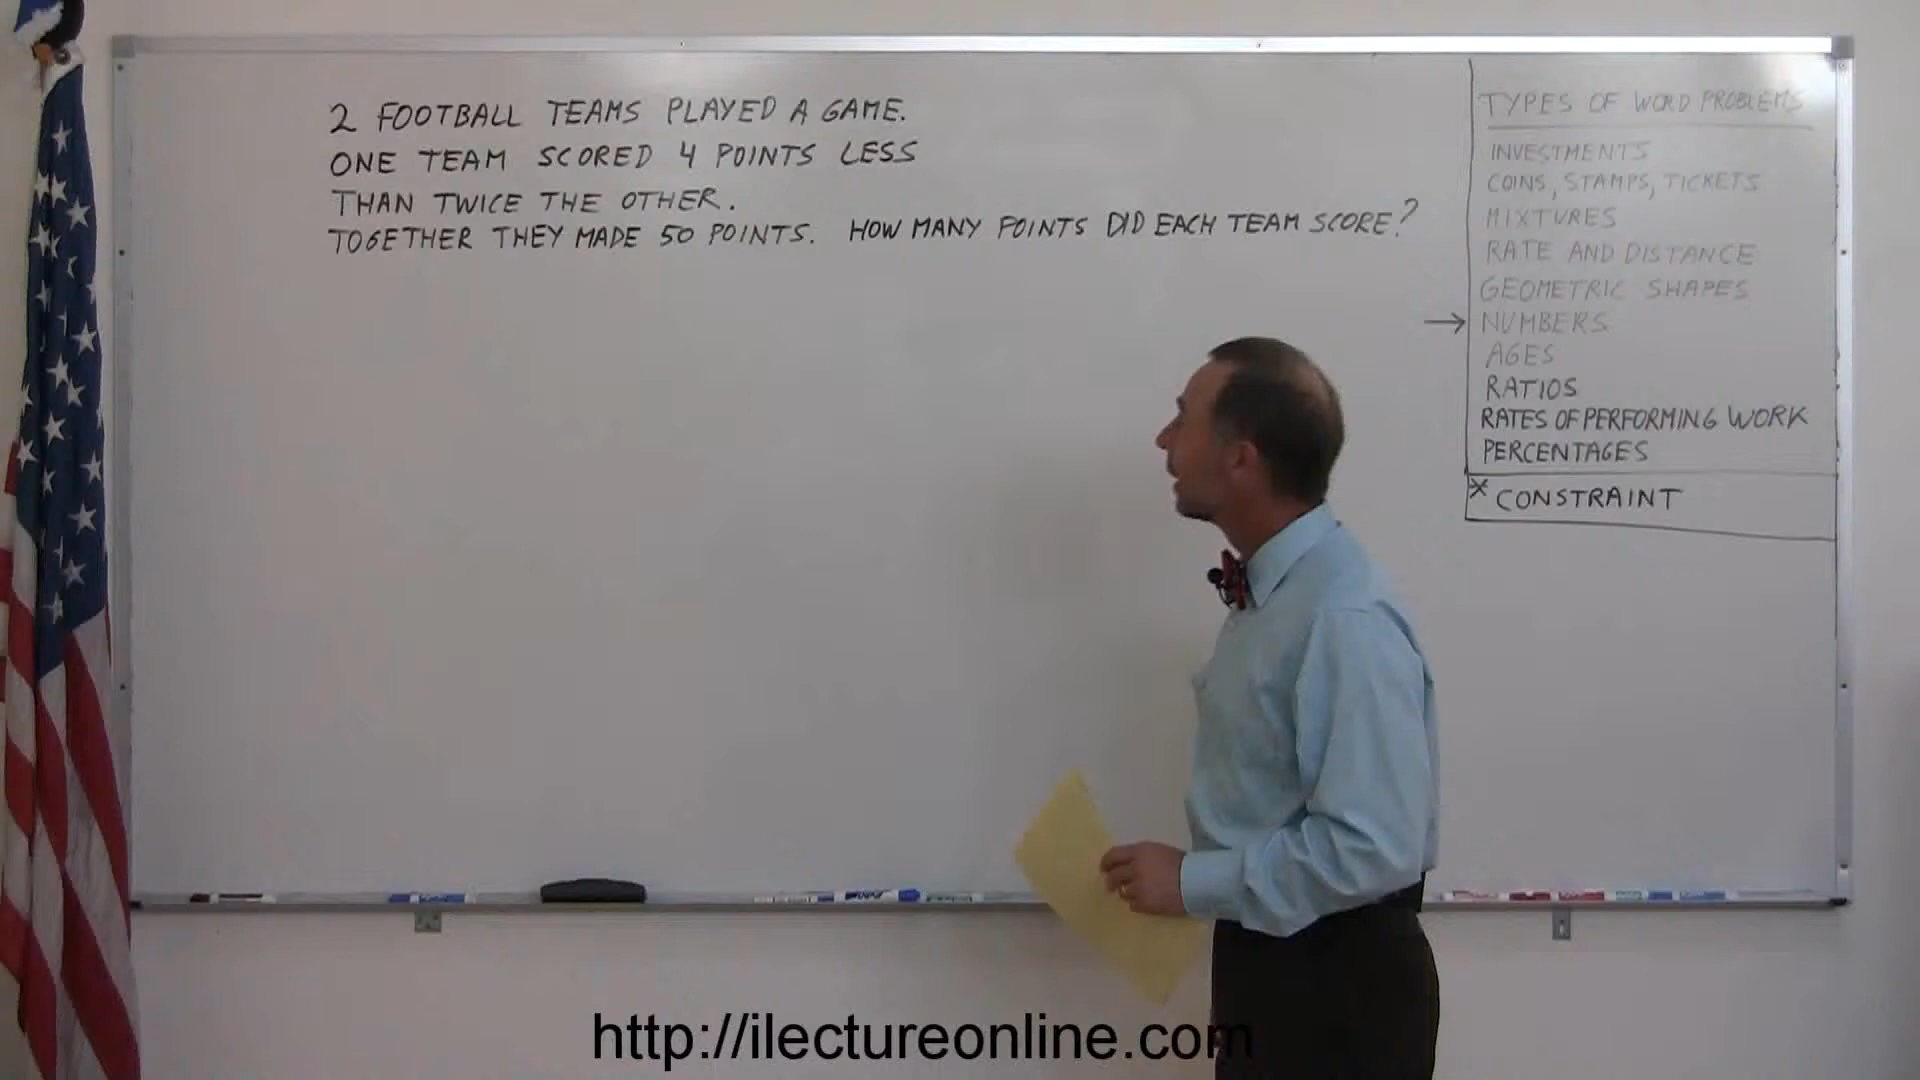 2 FOOTBALL TEAMS PLAYED A GAME.
ONE TEAM SCORED 4 POINTS LESS
THAN TWICE THE OTHER.
TOGETHER THEY MADE 50 POINTS. HOW MANY POINTS DID EACH TEAM SCORE?
TYPES OF WORD PROBLEMS
INVESTMENTS
COINS, STAMPS, TICKETS
MIXTURES
RATE AND DISTANCE
GEOMETRIC SHAPES
→ NUMBERS
AGES
RATIOS
RATES OF PERFORMING WORK
PERCENTAGES
* CONSTRAINT
http://ilectureonline.com